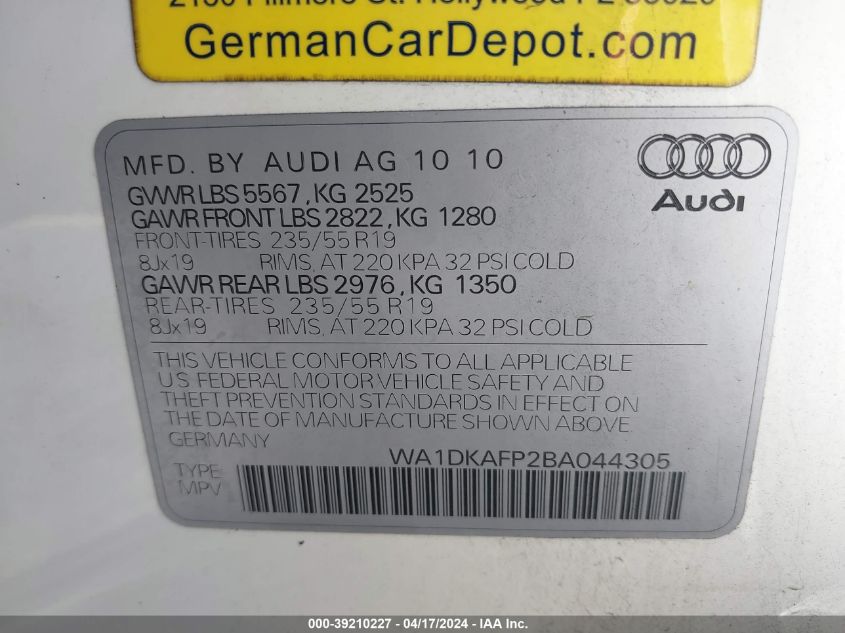 GermanCarDepot.com
MFD. BY AUDI AG 10 10
Audi
GVWR LBS 5567, KG 2525
GAWR FRONT LBS 2822, KG 1280
FRONT-TIRES 235/55 R19
8Jx19 RIMS, AT 220 KPA 32 PSI COLD
GAWR REAR LBS 2976, KG 1350
REAR-TIRES 235/55 R19
8Jx19 RIMS, AT 220 KPA 32 PSI COLD
THIS VEHICLE CONFORMS TO ALL APPLICABLE
U.S. FEDERAL MOTOR VEHICLE SAFETY AND
THEFT PREVENTION STANDARDS IN EFFECT ON
THE DATE OF MANUFACTURE SHOWN ABOVE.
GERMANY
WA1DKAFP2BA044305
TYPE
MPV
000-39210227 - 04/17/2024 - IAAI.com